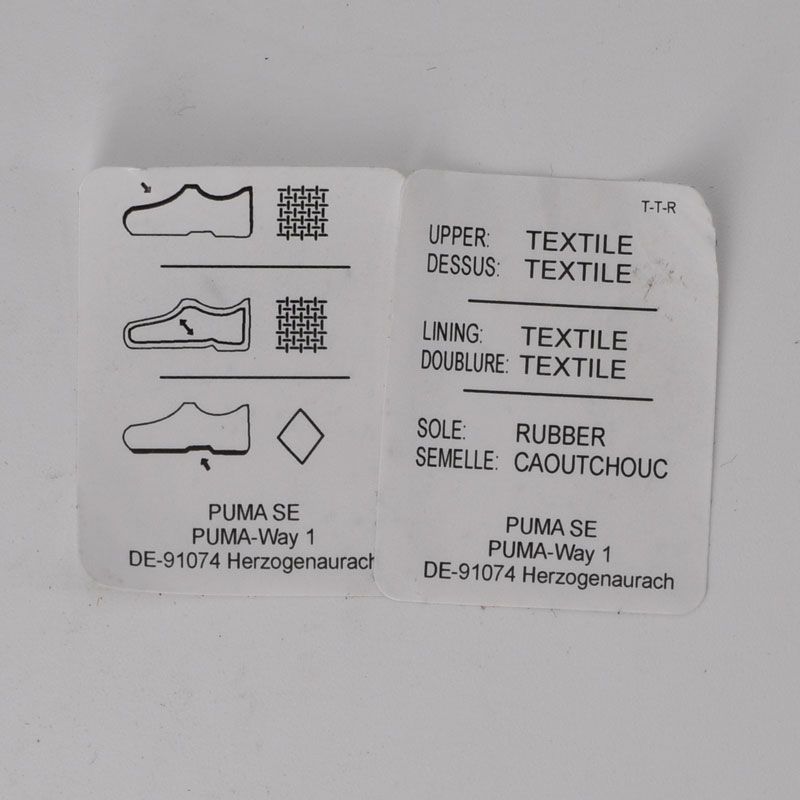 PUMA SE
PUMA-Way 1
DE-91074 Herzogenaurach
T-T-R
UPPER: TEXTILE
DESSUS: TEXTILE
LINING: TEXTILE
DOUBLURE: TEXTILE
SOLE: RUBBER
SEMELLE: CAOUTCHOUC
PUMA SE
PUMA-Way 1
DE-91074 Herzogenaurach